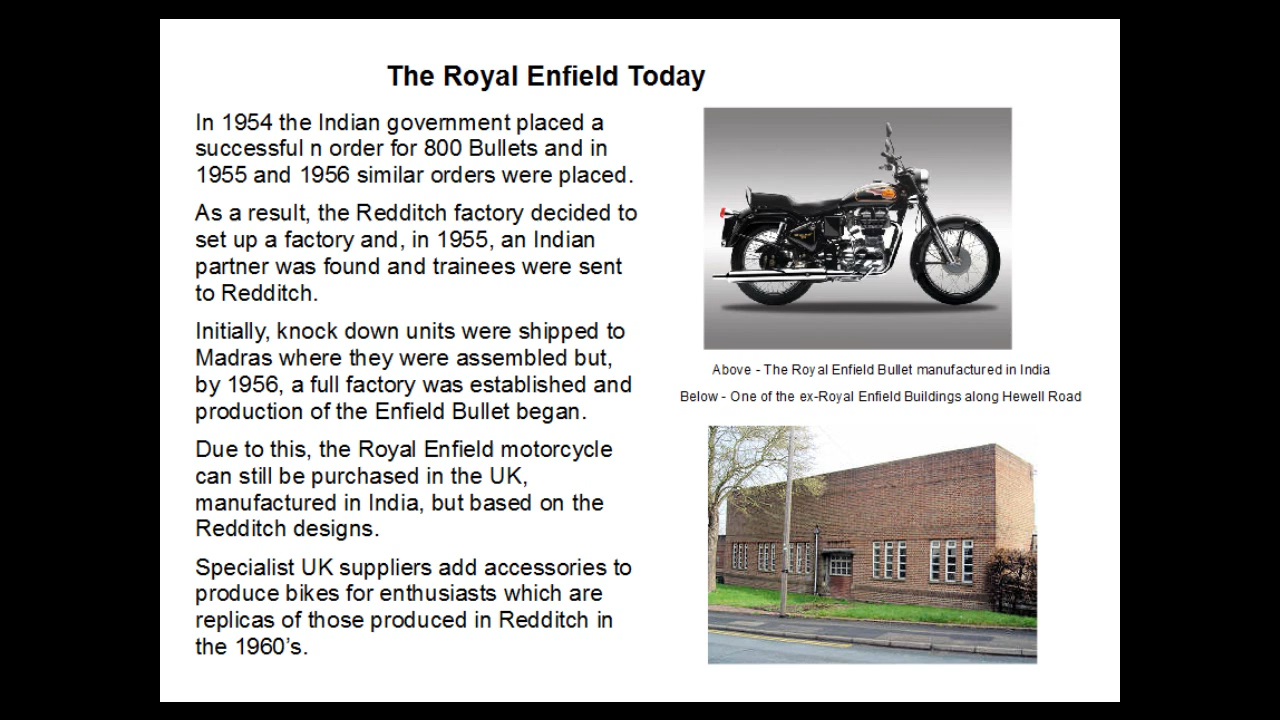 The Royal Enfield Today
In 1954 the Indian government placed a
successful n order for 800 Bullets and in
1955 and 1956 similar orders were placed.
As a result, the Redditch factory decided to
set up a factory and, in 1955, an Indian
partner was found and trainees were sent
to Redditch.
Initially, knock down units were shipped to
Madras where they were assembled but,
by 1956, a full factory was established and
production of the Enfield Bullet began.
Due to this, the Royal Enfield motorcycle
can still be purchased in the UK,
manufactured in India, but based on the
Redditch designs.
Specialist UK suppliers add accessories to
produce bikes for enthusiasts which are
replicas of those produced in Redditch in
the 1960’s.
Above - The Royal Enfield Bullet manufactured in India
Below - One of the ex-Royal Enfield Buildings along Hewell Road